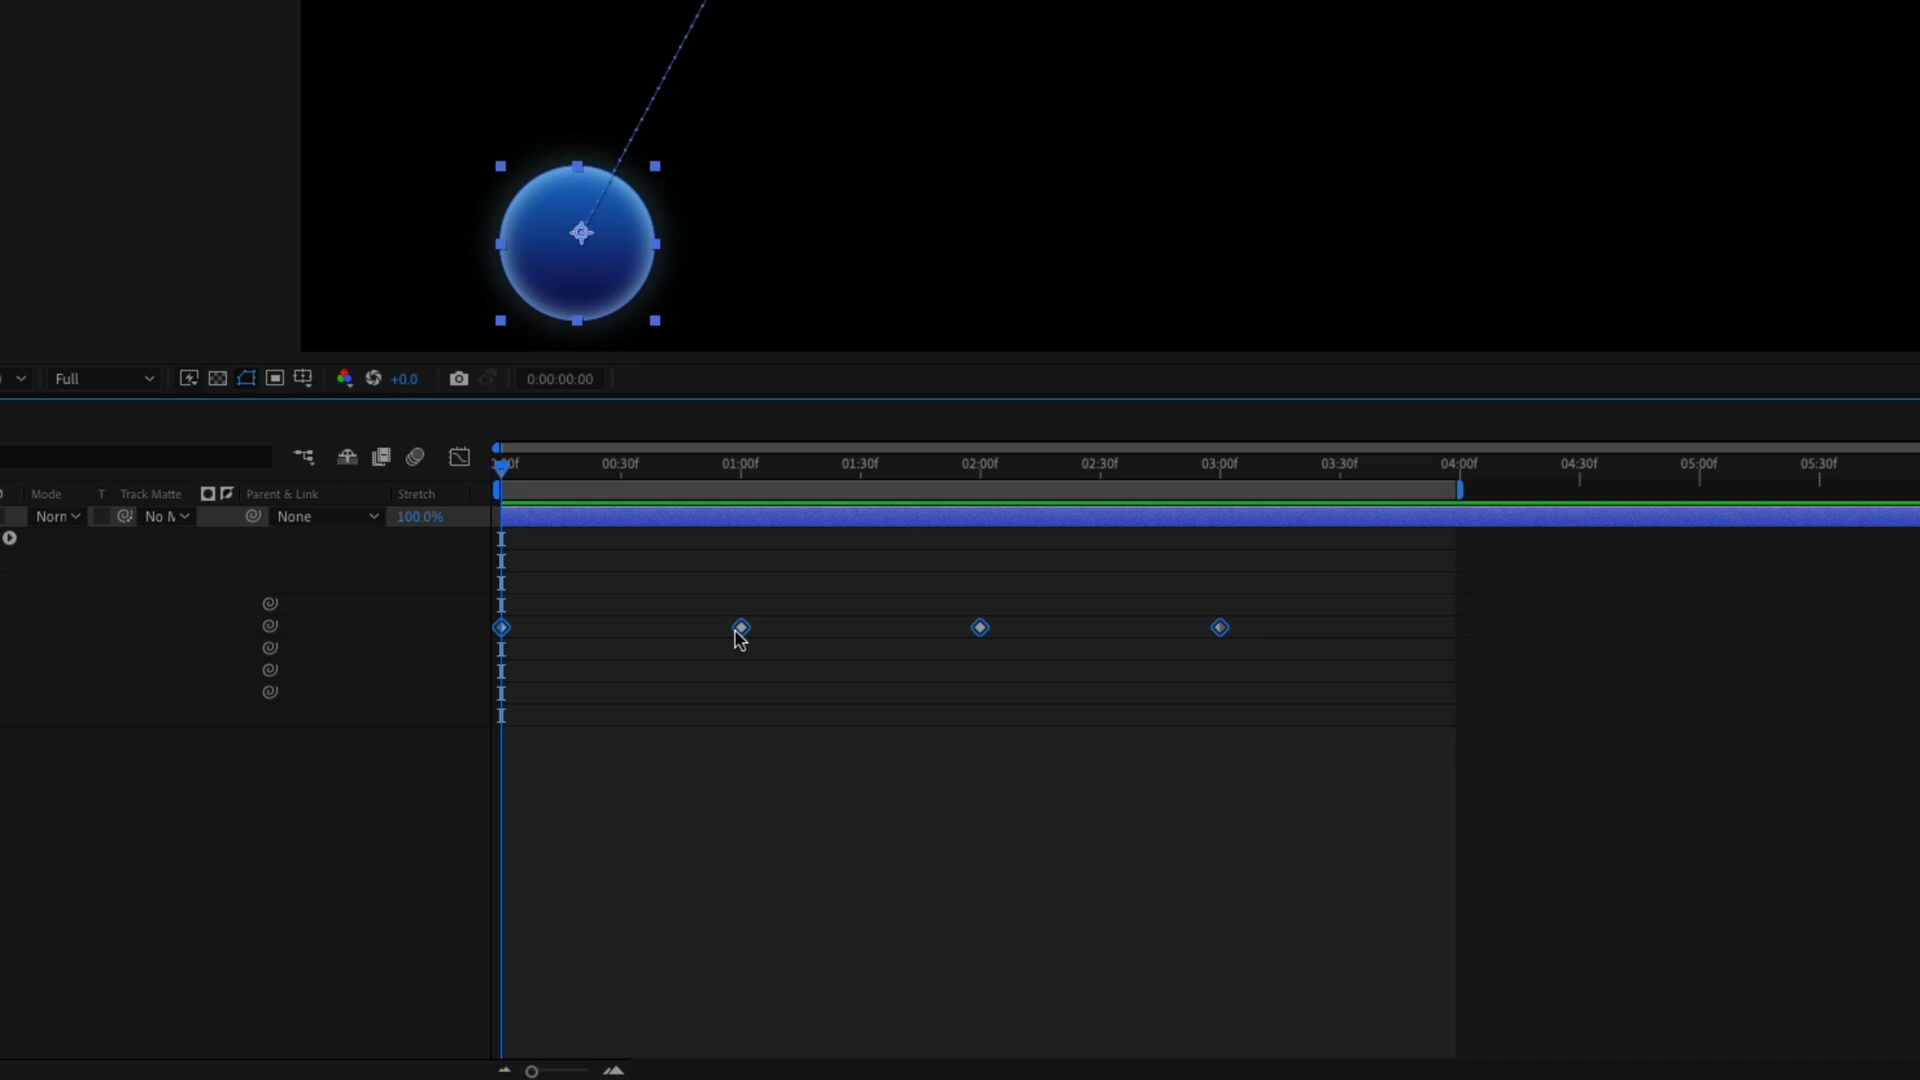 Full
+0.0
0:00:00:00
00f 00:30f 01:00f 01:30f 02:00f 02:30f 03:00f 03:30f 04:00f 04:30f 05:00f 05:30f
Mode T Track Matte Parent & Link Stretch
Norn No M None 100.0%